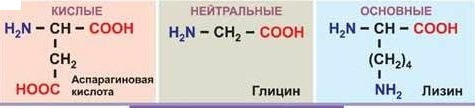 КИСЛЫЕ
H₂N – CH – COOH
CH₂
HOOC
Аспарагиновая
кислота
НЕЙТРАЛЬНЫЕ
H₂N – CH₂ – COOH
Глицин
ОСНОВНЫЕ
H₂N – CH – COOH
(CH₂)₄
NH₂
Лизин